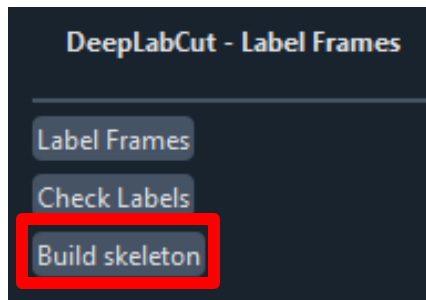 DeepLabCut - Label Frames
Label Frames
Check Labels
Build skeleton